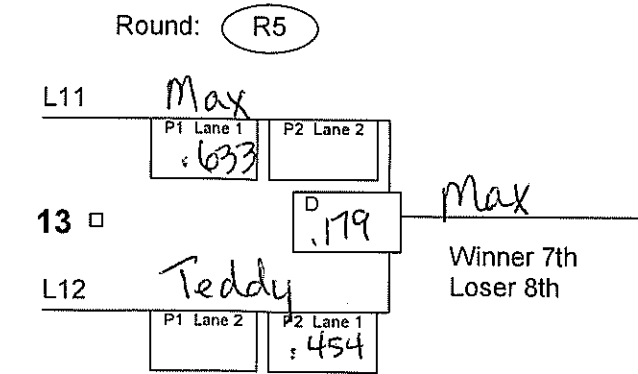 Round: R5
L11 Max
P1 Lane 1 P2 Lane 2
.633
13
D
.179
Max
Winner 7th
Loser 8th
L12 Teddy
P1 Lane 2 P2 Lane 1
.454